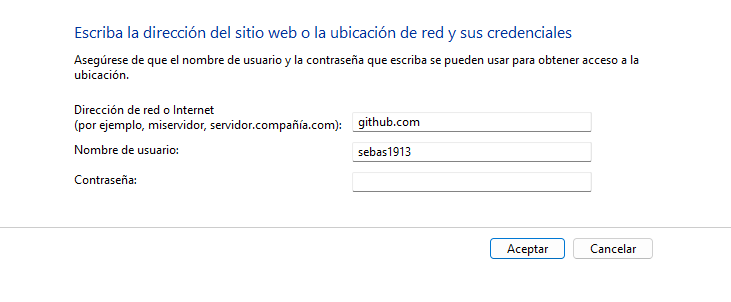 Escriba la dirección del sitio web o la ubicación de red y sus credenciales
Asegúrese de que el nombre de usuario y la contraseña que escriba se pueden usar para obtener acceso a la
ubicación.
Dirección de red o Internet
(por ejemplo, miservidor, servidor.compañía.com): github.com
Nombre de usuario: sebas1913
Contraseña:
Aceptar Cancelar